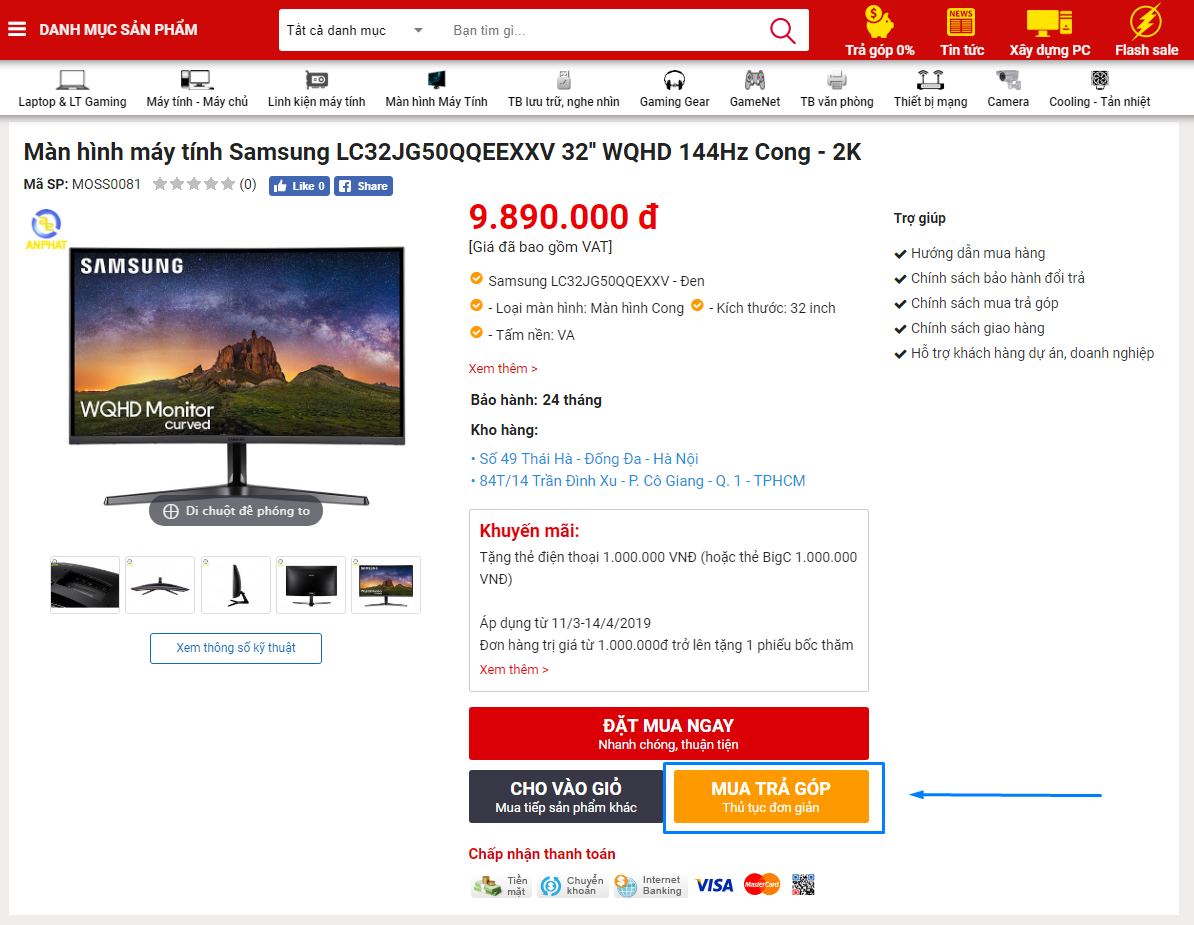 DANH MỤC SẢN PHẨM
Tất cả danh mục
Bạn tìm gì...
Trả góp 0%
NEWS
Tin tức
Xây dựng PC
Flash sale
Laptop & LT Gaming
Máy tính - Máy chủ
Linh kiện máy tính
Màn hình Máy Tính
TB lưu trữ, nghe nhìn
Gaming Gear
GameNet
TB văn phòng
Thiết bị mạng
Camera
Cooling - Tản nhiệt
Màn hình máy tính Samsung LC32JG50QQEEXXV 32" WQHD 144Hz Cong - 2K
Mã SP: MOSS0081 (0) Like 0 Share
ANPHAT
SAMSUNG
WQHD Monitor
curved
Di chuột để phóng to
Xem thông số kỹ thuật
9.890.000 đ
[Giá đã bao gồm VAT]
Samsung LC32JG50QQEXXV - Đen
- Loại màn hình: Màn hình Cong - Kích thước: 32 inch
- Tấm nền: VA
Xem thêm >
Bảo hành: 24 tháng
Kho hàng:
• Số 49 Thái Hà - Đống Đa - Hà Nội
• 84T/14 Trần Đình Xu - P. Cô Giang - Q. 1 - TPHCM
Khuyến mãi:
Tặng thẻ điện thoại 1.000.000 VNĐ (hoặc thẻ BigC 1.000.000
VNĐ)
Áp dụng từ 11/3-14/4/2019
Đơn hàng trị giá từ 1.000.000đ trở lên tặng 1 phiếu bốc thăm
Xem thêm >
ĐẶT MUA NGAY
Nhanh chóng, thuận tiện
CHO VÀO GIỎ
Mua tiếp sản phẩm khác
MUA TRẢ GÓP
Thủ tục đơn giản
Chấp nhận thanh toán
Tiền
mặt
Chuyển
khoản
Internet
Banking
VISA
MasterCard
Trợ giúp
Hướng dẫn mua hàng
Chính sách bảo hành đổi trả
Chính sách mua trả góp
Chính sách giao hàng
Hỗ trợ khách hàng dự án, doanh nghiệp